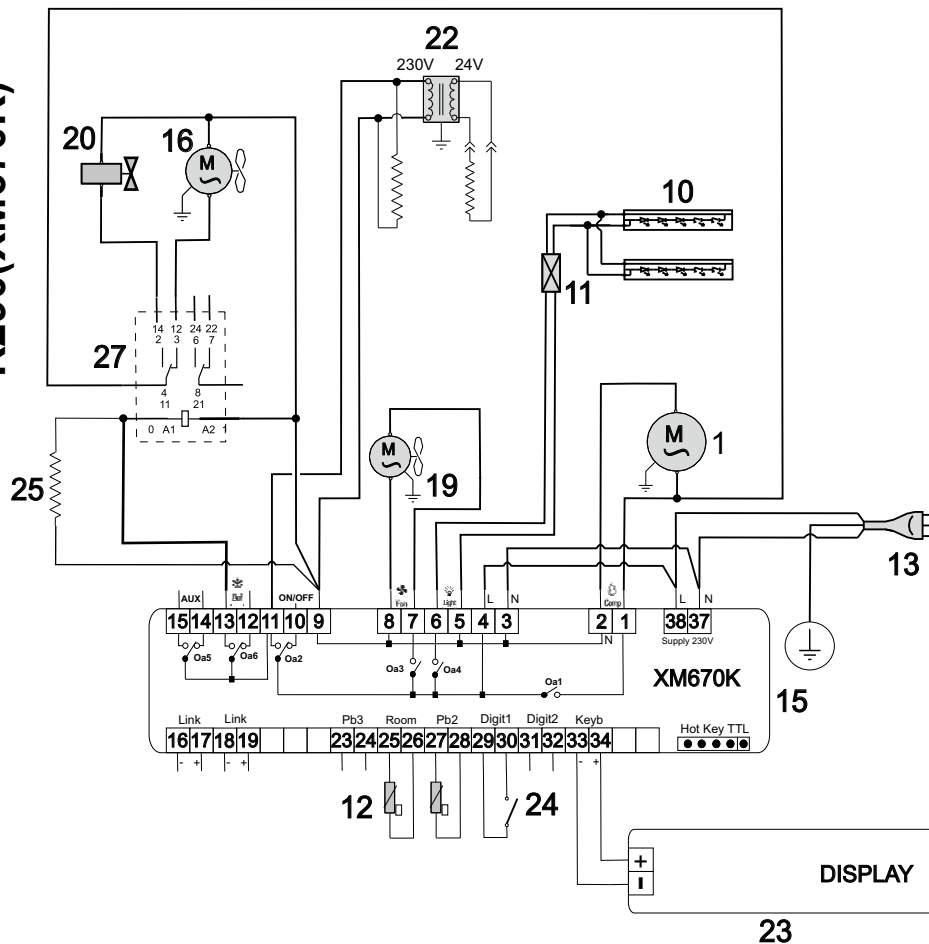 22
230V 24V
20
16
M
10
11
14 12 24 22
2 3 6 7
27
4 8
11 21
0 A1 A2 1
M
1
M
25
19
13
AUX
Def
ON/OFF
Fan
Light
L
N
Comp
L N
15 14 13 12 11 10 9
8 7 6 5 4 3
2 1
38 37
N
Supply 230V
Oa5
Oa6
Oa2
Oa3
Oa4
Oa1
XM670K
15
Link Link Pb3 Room Pb2 Digit1 Digit2 Keyb
Hot Key TTL
16 17 18 19
23 24 25 26 27 28 29 30 31 32 33 34
- + - +
- +
12
24
+
-
DISPLAY
23